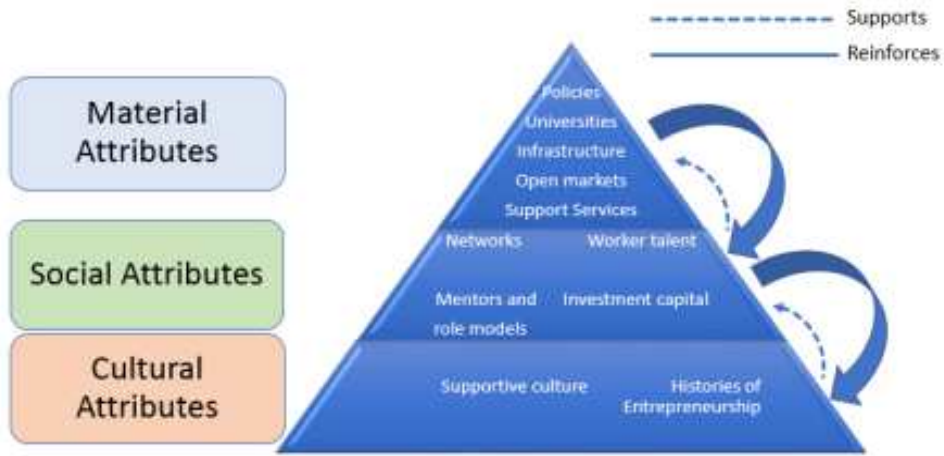 Supports
Reinforces
Material
Attributes
Policies
Universities
Infrastructure
Open markets
Support Services
Social Attributes
Networks
Worker talent
Mentors and
role models
Investment capital
Cultural
Attributes
Supportive culture
Histories of
Entrepreneurship